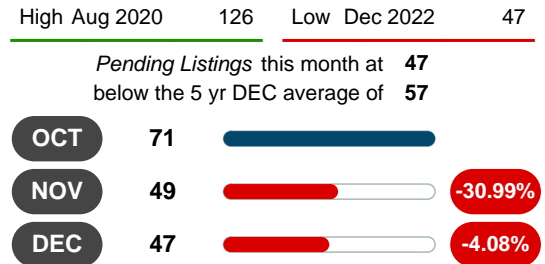 High Aug 2020 126 Low Dec 2022 47
Pending Listings this month at 47
below the 5 yr DEC average of 57
OCT 71
NOV 49 -30.99%
DEC 47 -4.08%